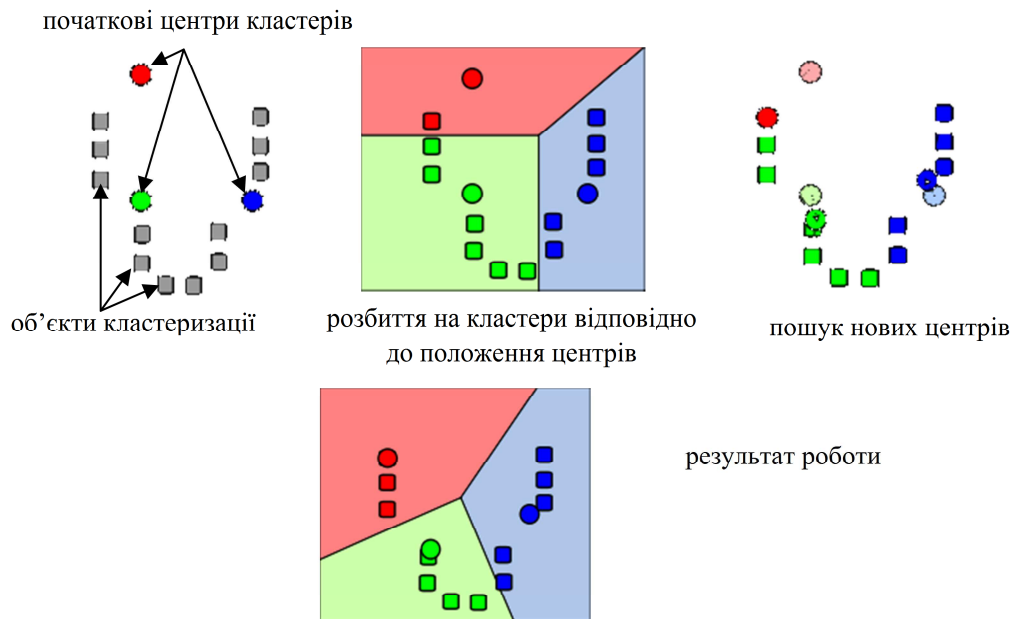 початкові центри кластерів
об’єкти кластеризації
розбиття на кластери відповідно
до положення центрів
пошук нових центрів
результат роботи